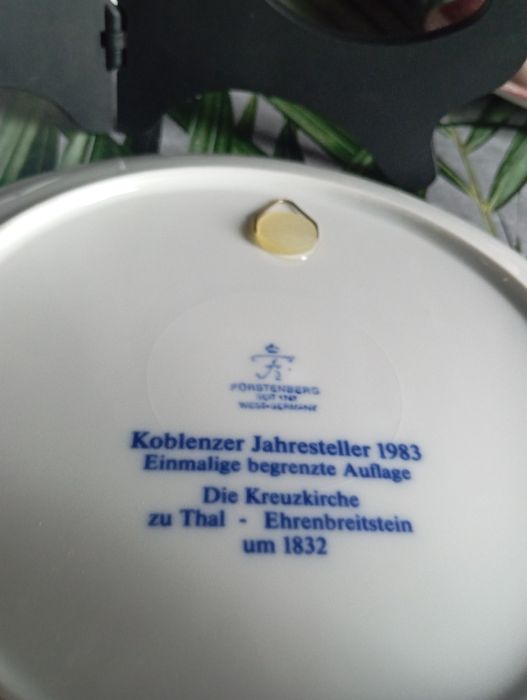 F
FÜRSTENBERG
SEIT 1747
WEST-GERMANY
Koblenzer Jahresteller 1983
Einmalige begrenzte Auflage
Die Kreuzkirche
zu Thal - Ehrenbreitstein
um 1832